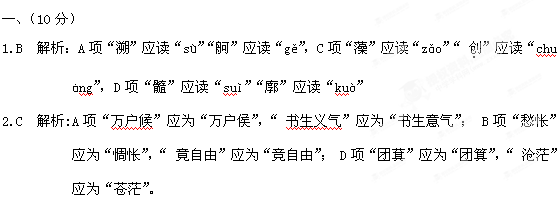 一、（10分）
1.B  解析：A项“溯”应读“sù”“舸”应读“gě”，C项“藻”应读“zǎo”“ 创”应读“chu
āng”，D项“髓”应读“suǐ”“廓”应读“kuò”
2.C  解析:A项“万户候”应为“万户侯”，“ 书生义气”应为“书生意气”； B项“愁怅”
应为“惆怅”，“ 竟自由”应为“竞自由”； D项“团萁”应为“团箕”，“ 沧茫”
应为“苍茫”。